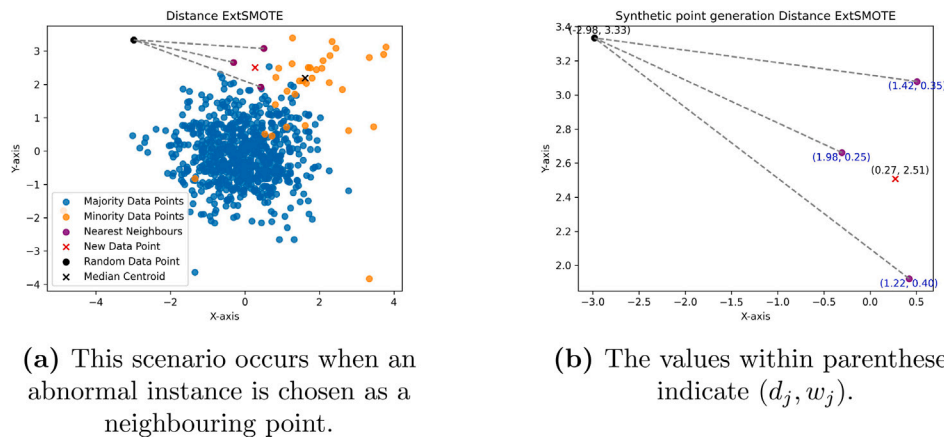 Distance ExtSMOTE
3
2
1
0
−1
−2
−3
−4
Y-axis
−4
−2
0
2
4
X-axis
Majority Data Points
Minority Data Points
Nearest Neighbours
New Data Point
Random Data Point
Median Centroid
(a) This scenario occurs when an
abnormal instance is chosen as a
neighbouring point.
Synthetic point generation Distance ExtSMOTE
3.4
3.2
3.0
2.8
2.6
2.4
2.2
2.0
Y-axis
(-2.98, 3.33)
(1.42, 0.35)
(1.98, 0.25)
(0.27, 2.51)
(1.22, 0.40)
−3.0
−2.5
−2.0
−1.5
−1.0
−0.5
0.0
0.5
X-axis
(b) The values within parenthese
indicate (d_j, w_j).